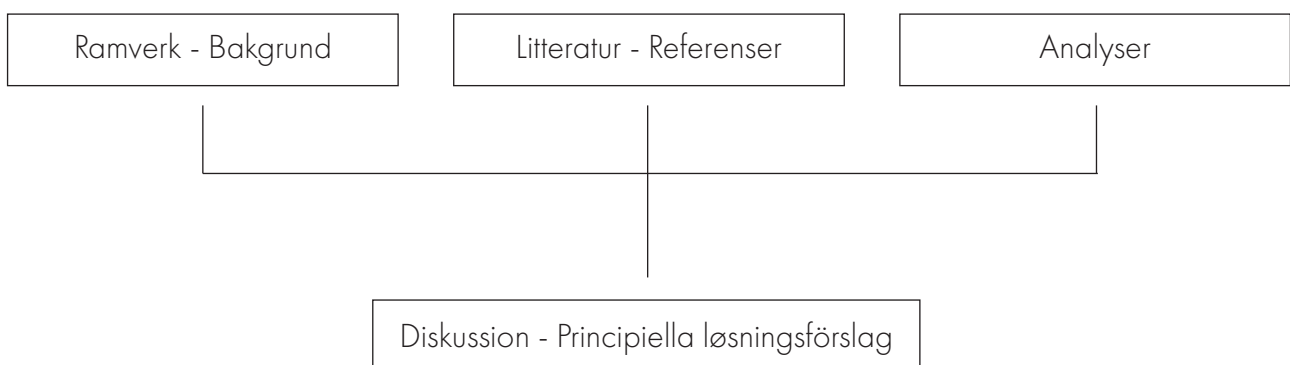 Ramverk - Bakgrund
Litteratur - Referenser
Analyser
Diskussion - Principiella løsningsförslag